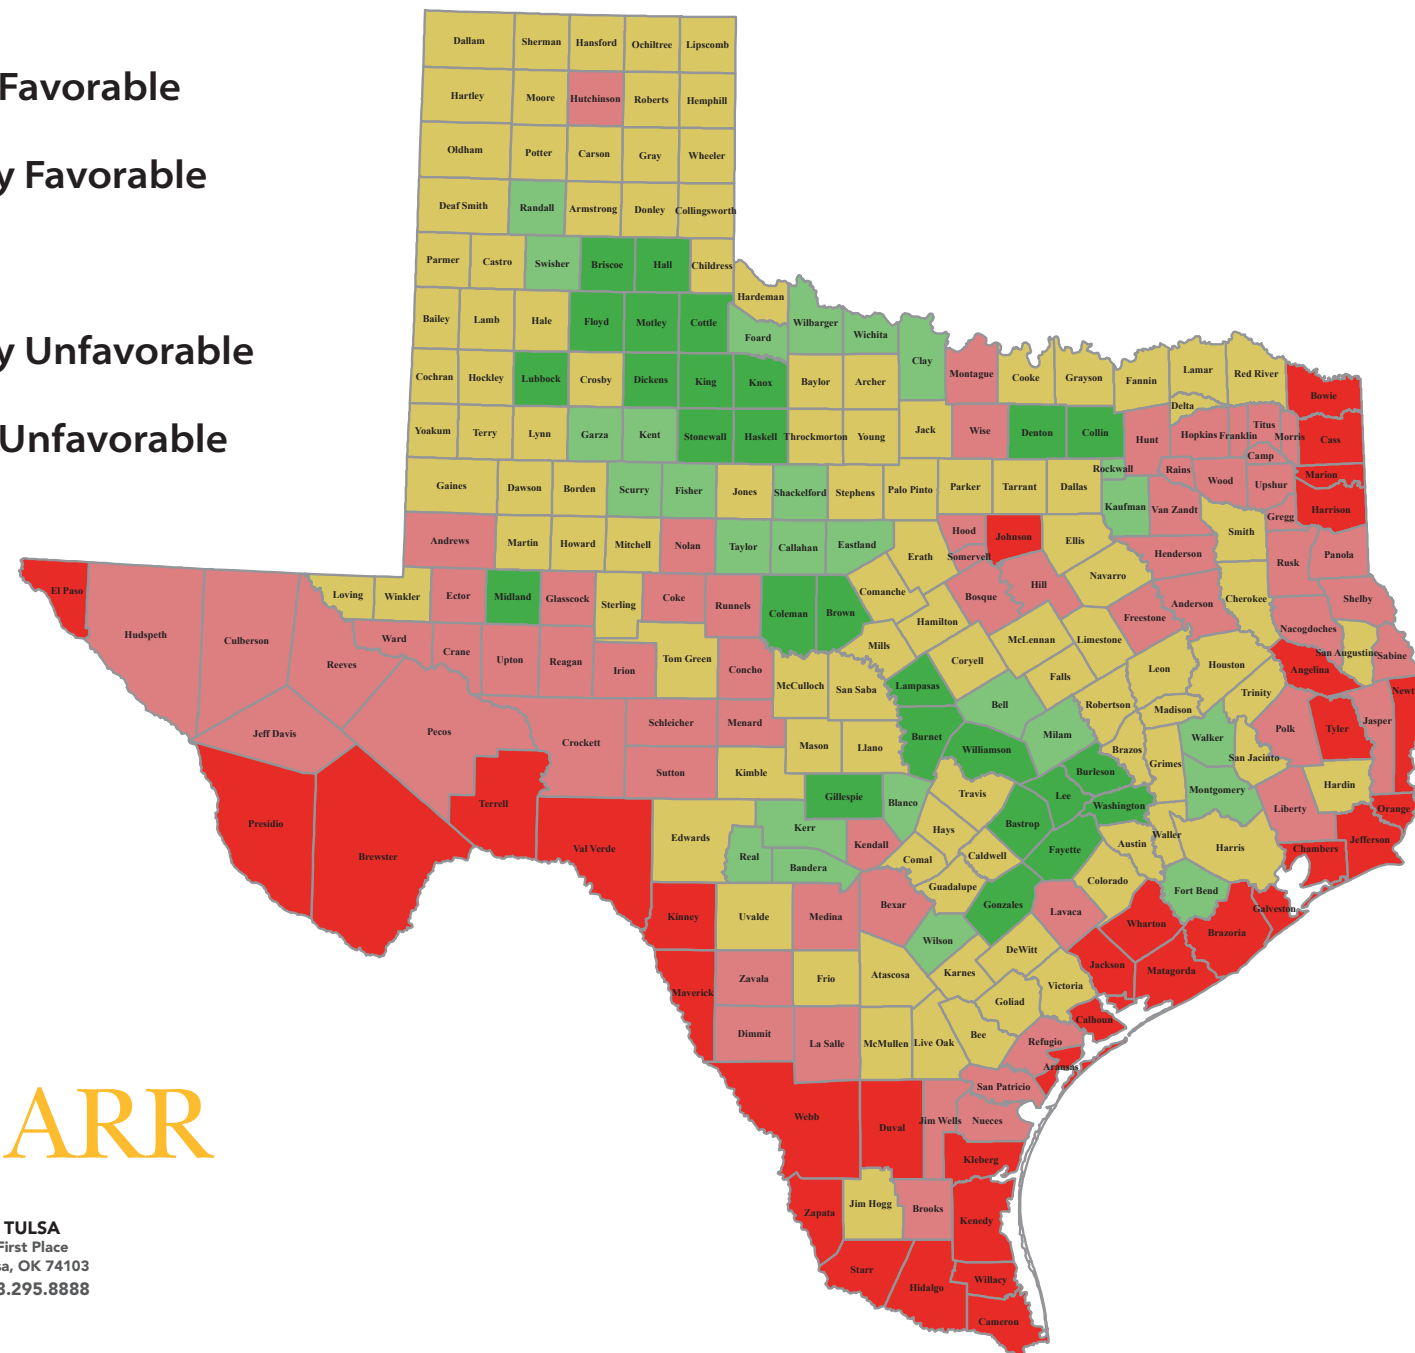 Favorable
y Favorable
y Unfavorable
Unfavorable
Dallam Sherman Hansford Ochiltree Lipscomb
Hartley Moore Hutchinson Roberts Hemphill
Oldham Potter Carson Gray Wheeler
Deaf Smith Randall Armstrong Donley Collingsworth
Parmer Castro Swisher Briscoe Hall Childress
Hardeman
Bailey Lamb Hale Floyd Motley Cottle Foard Wilbarger Wichita Clay
Cochran Hockley Lubbock Crosby Dickens King Knox Baylor Archer Montague Cooke Grayson Fannin Lamar Red River Bowie
Delta
Yoakum Terry Lynn Garza Kent Stonewall Haskell Throckmorton Young Jack Wise Denton Collin Hunt Hopkins Franklin Titus Morris Cass
Camp
Gaines Dawson Borden Scurry Fisher Jones Shackelford Stephens Palo Pinto Parker Tarrant Dallas Rockwall Rains Wood Upshur Marion
Kaufman Van Zandt Gregg Harrison
Andrews Martin Howard Mitchell Nolan Taylor Callahan Eastland Erath Hood Johnson Ellis Henderson Smith Rusk Panola
Somervell
El Paso Loving Winkler Ector Midland Glasscock Sterling Coke Runnels Coleman Brown Comanche Bosque Hill Navarro Anderson Cherokee Shelby
Hudspeth Culberson Reeves Ward Crane Upton Reagan Irion Tom Green Concho Mills Hamilton McLennan Limestone Freestone Nacogdoches
San Augustine Sabine
McCulloch San Saba Lampasas Coryell Falls Leon Houston Angelina
Newt
Jeff Davis Pecos Crockett Schleicher Menard Bell Robertson Madison Trinity Polk Tyler Jasper
Sutton Kimble Mason Llano Burnet Williamson Milam Brazos Grimes Walker San Jacinto
Presidio Brewster Terrell Val Verde Edwards Gillespie Blanco Travis Lee Burleson Washington Montgomery Liberty Hardin Orange
Kerr Real Bandera Kendall Hays Bastrop Fayette Austin Waller Harris Chambers Jefferson
Comal Caldwell Guadalupe Colorado Fort Bend
Kinney Uvalde Medina Bexar Wilson Gonzales Lavaca Wharton Brazoria Galveston
Maverick Zavala Frio Atascosa Karnes DeWitt Victoria Jackson Matagorda
Dimmit La Salle McMullen Live Oak Bee Goliad Refugio Calhoun
Aransas
San Patricio
Webb Duval Jim Wells Nueces
Kleberg
Zapata Jim Hogg Brooks Kenedy
Starr Hidalgo Willacy
Cameron
ARR
TULSA
First Place
sa, OK 74103
8.295.8888